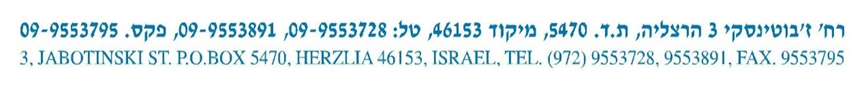 רח' ז'בוטינסקי 3 הרצליה, ת.ד. 5470, מיקוד 46153, טל: 09-9553728, 09-9553891, פקס. 09-9553795
3, JABOTINSKI ST. P.O.BOX 5470, HERZLIA 46153, ISRAEL, TEL. (972) 9553728, 9553891, FAX. 9553795